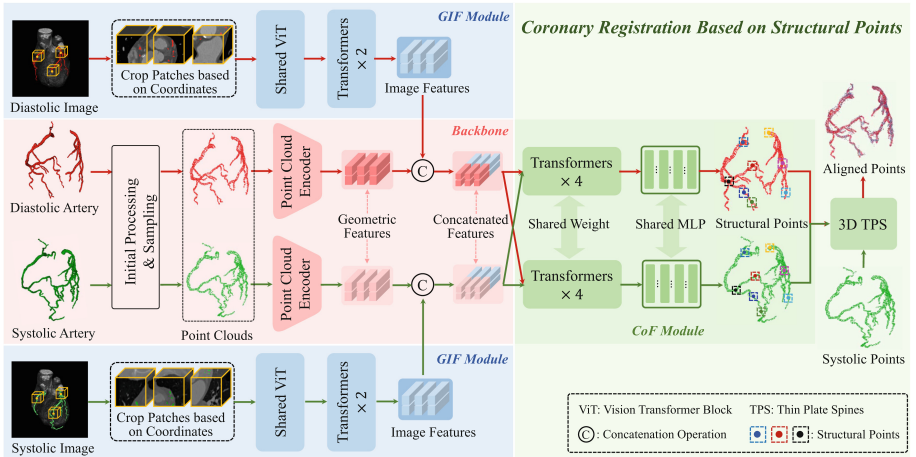 GIF Module
Coronary Registration Based on Structural Points
Diastolic Image
Crop Patches based
on Coordinates
Shared ViT
Transformers
× 2
Image Features
Backbone
Diastolic Artery
Initial Processing
& Sampling
Point Cloud
Encoder
C
Transformers
× 4
Aligned Points
Geometric
Features
Concatenated
Features
Shared Weight
Shared MLP
Structural Points
3D TPS
Systolic Artery
Point Clouds
Point Cloud
Encoder
C
Transformers
× 4
CoF Module
Systolic Points
GIF Module
Systolic Image
Crop Patches based
on Coordinates
Shared ViT
Transformers
× 2
Image Features
ViT: Vision Transformer Block
TPS: Thin Plate Spines
C : Concatenation Operation
: Structural Points